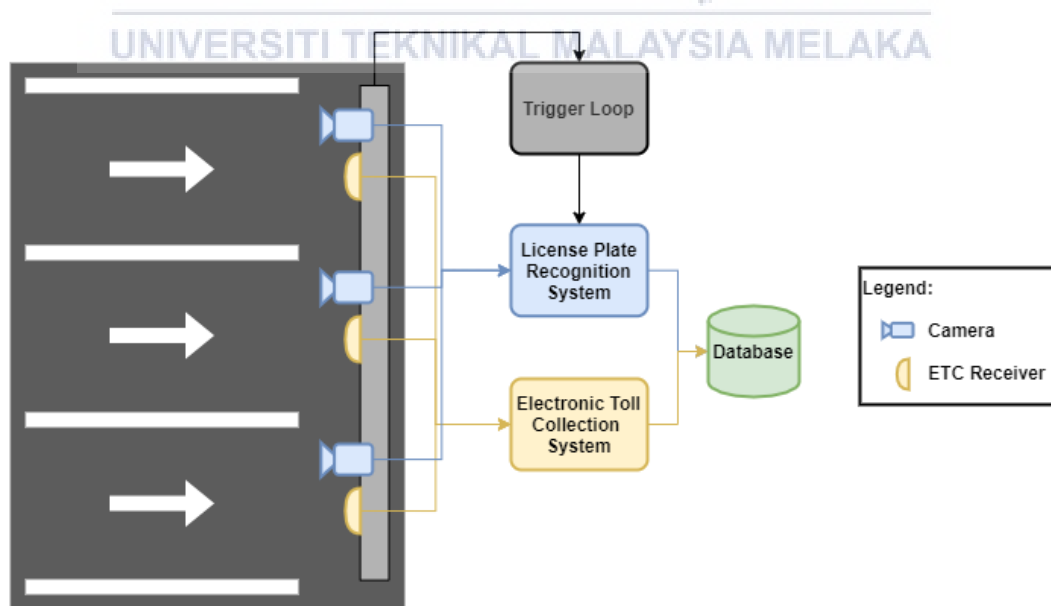 UNIVERSITI TEKNIKAL MALAYSIA MELAKA
Trigger Loop
License Plate
Recognition
System
Database
Electronic Toll
Collection
System
Legend:
Camera
ETC Receiver